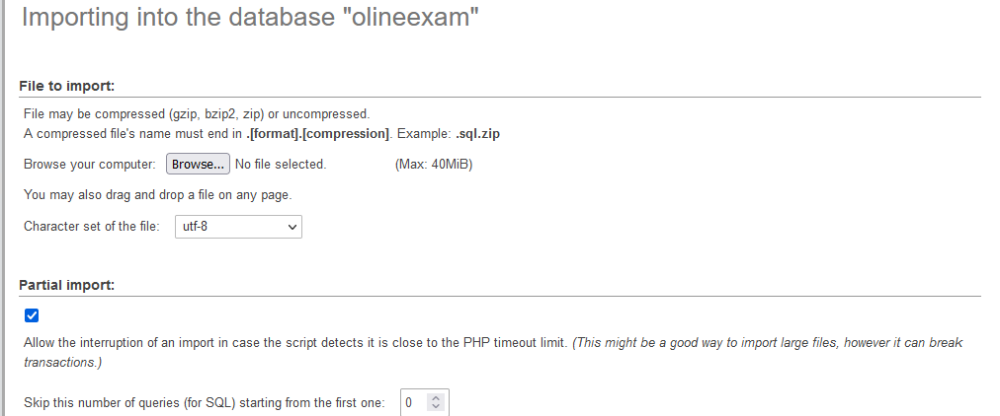 Importing into the database "olineexam"
File to import:
File may be compressed (gzip, bzip2, zip) or uncompressed.
A compressed file's name must end in .[format].[compression]. Example: .sql.zip
Browse your computer: Browse... No file selected. (Max: 40MiB)
You may also drag and drop a file on any page.
Character set of the file: utf-8
Partial import:
Allow the interruption of an import in case the script detects it is close to the PHP timeout limit. (This might be a good way to import large files, however it can break
transactions.)
Skip this number of queries (for SQL) starting from the first one: 0